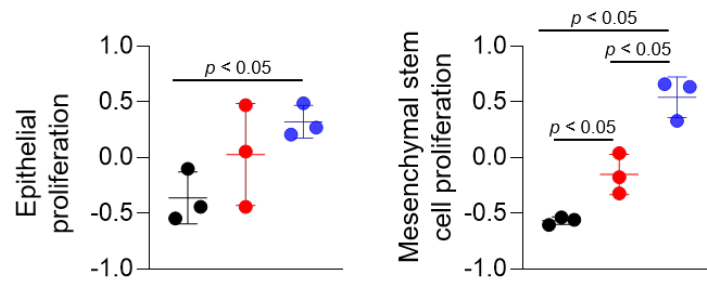 Epithelial
proliferation
1.0
0.5
0.0
-0.5
-1.0
p < 0.05
Mesenchymal stem
cell proliferation
1.0
0.5
0.0
-0.5
-1.0
p < 0.05
p < 0.05
p < 0.05